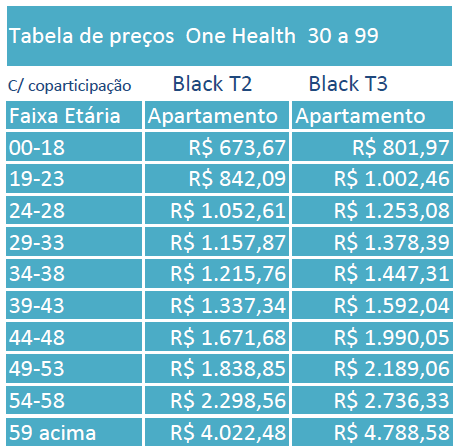 Tabela de preços One Health 30 a 99
C/ coparticipação Black T2 Black T3
Faixa Etária Apartamento Apartamento
00-18 R$ 673,67 R$ 801,97
19-23 R$ 842,09 R$ 1.002,46
24-28 R$ 1.052,61 R$ 1.253,08
29-33 R$ 1.157,87 R$ 1.378,39
34-38 R$ 1.215,76 R$ 1.447,31
39-43 R$ 1.337,34 R$ 1.592,04
44-48 R$ 1.671,68 R$ 1.990,05
49-53 R$ 1.838,85 R$ 2.189,06
54-58 R$ 2.298,56 R$ 2.736,33
59 acima R$ 4.022,48 R$ 4.788,58